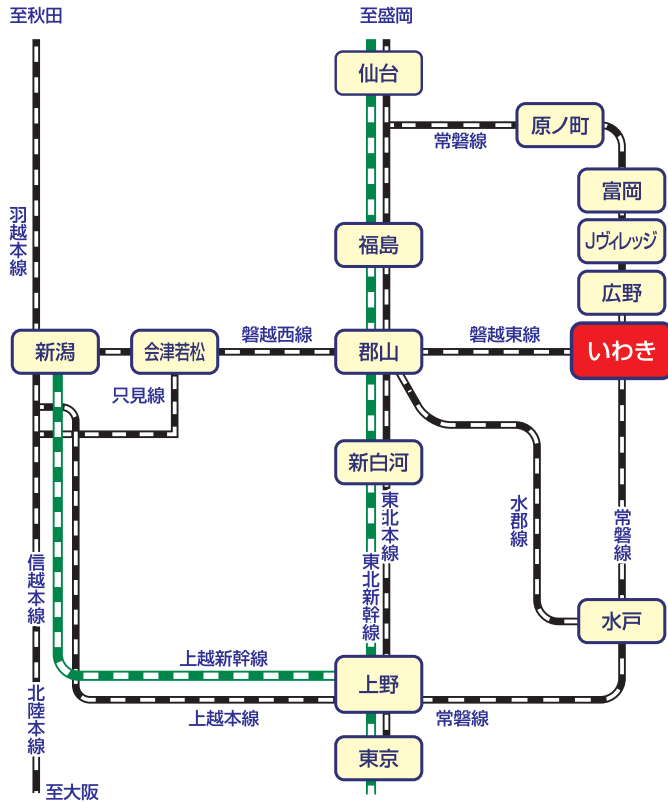 至秋田
至盛岡
仙台
原ノ町
常磐線
富岡
羽越本線
福島
Jヴィレッジ
広野
磐越西線
磐越東線
新潟
会津若松
郡山
いわき
只見線
新白河
東北本線
水郡線
常磐線
信越本線
東北新幹線
水戸
上越新幹線
上野
北陸本線
上越本線
常磐線
東京
至大阪